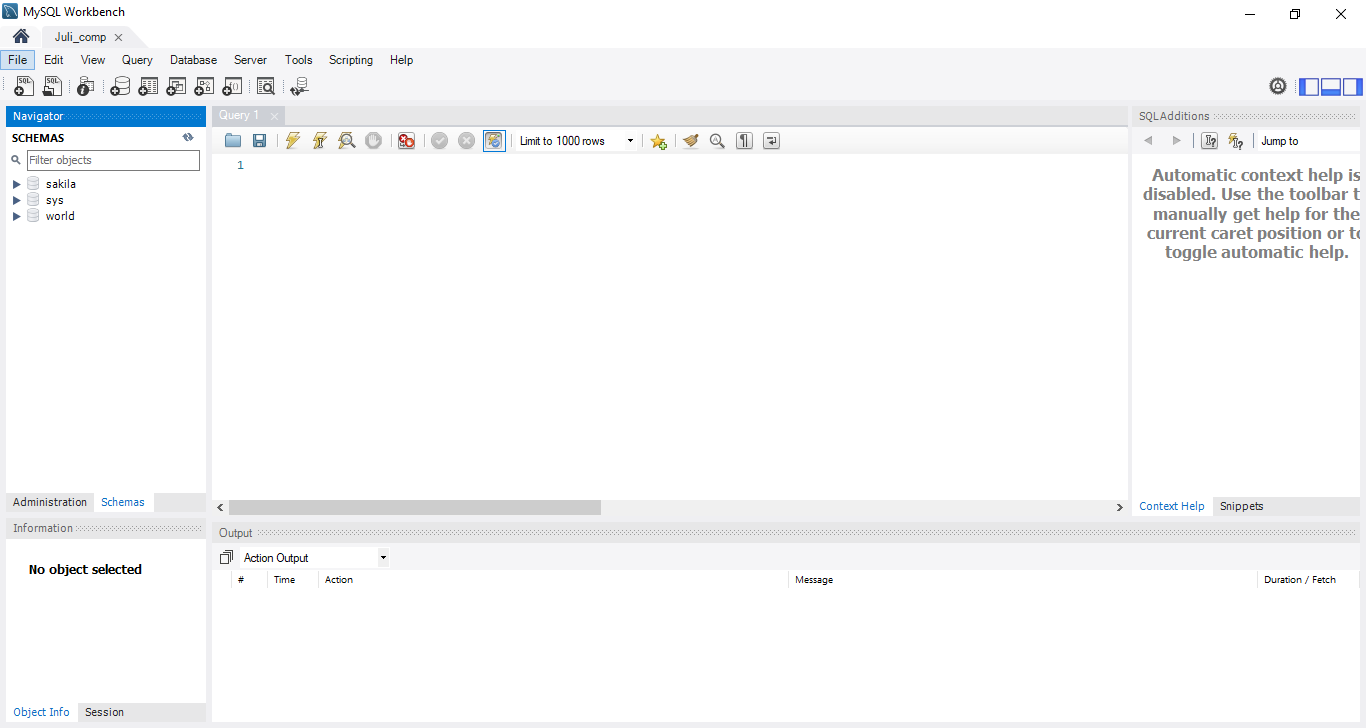 MySQL Workbench
Juli_comp
File Edit View Query Database Server Tools Scripting Help
Navigator
SCHEMAS
Filter objects
sakila
sys
world
Administration Schemas
Information
No object selected
Object Info Session
Query 1
Limit to 1000 rows
1
Output
Action Output
# Time Action Message Duration / Fetch
SQLAdditions
Jump to
Automatic context help is
disabled. Use the toolbar t
manually get help for the
current caret position or to
toggle automatic help.
Context Help Snippets